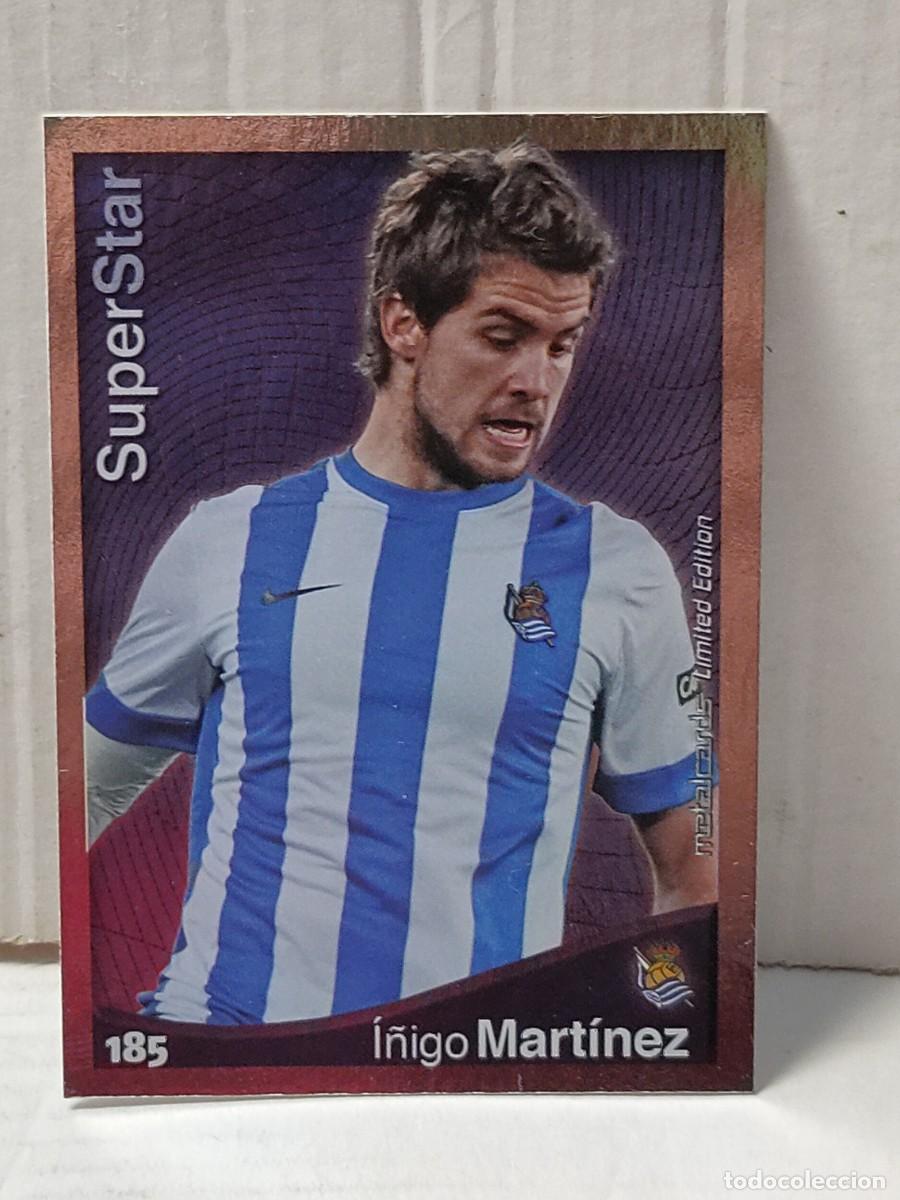 SuperStar
metalcards Limited Edition
185
Íñigo Martínez
todocoleccion